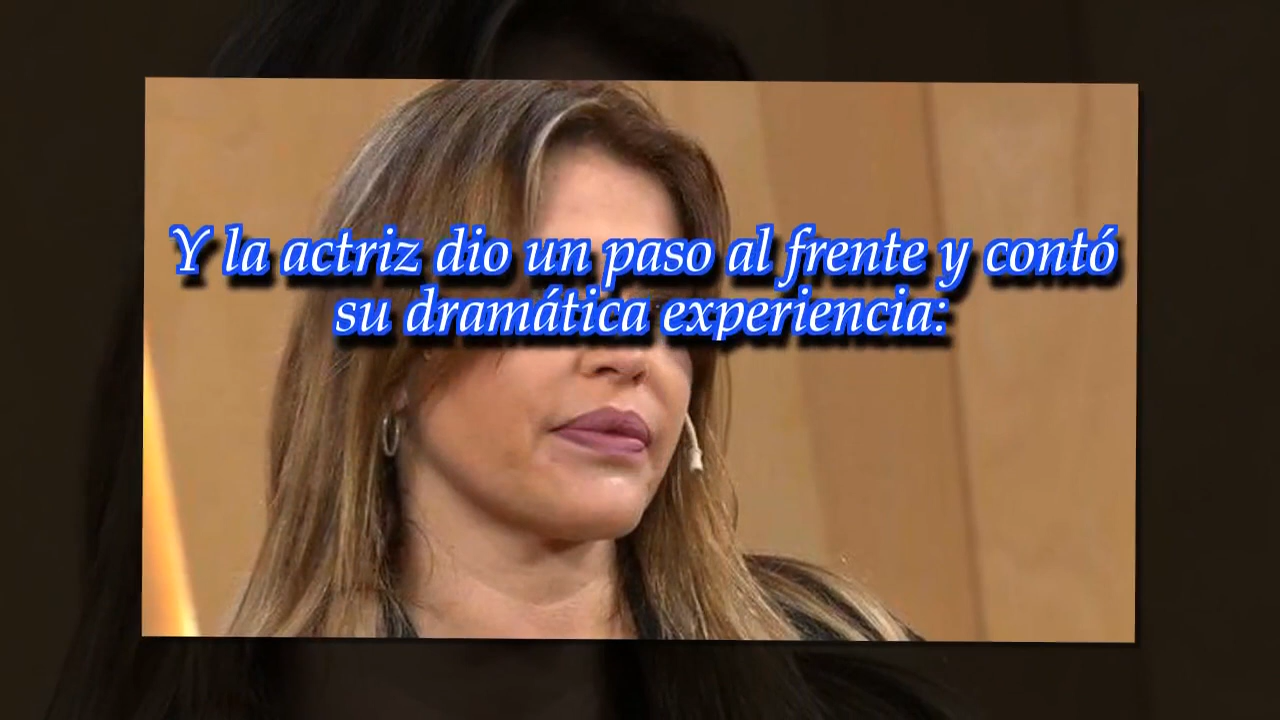 Y la actriz dio un paso al frente y contó
su dramática experiencia: